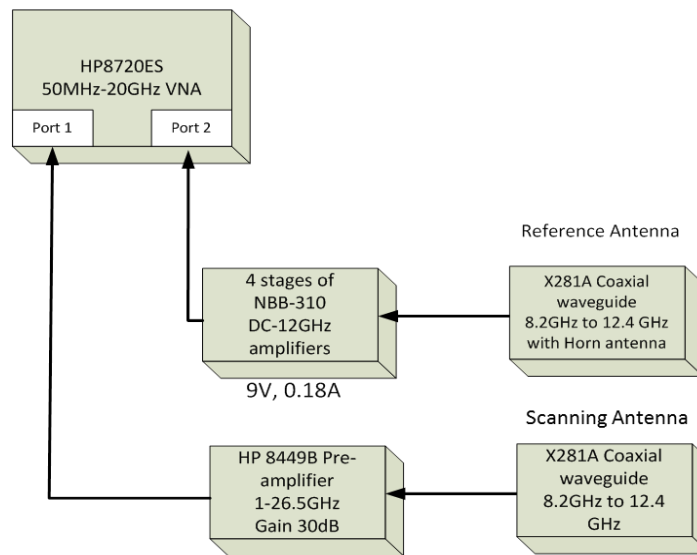 HP8720ES
50MHz-20GHz VNA
Port 1
Port 2
Reference Antenna
4 stages of
NBB-310
DC-12GHz
amplifiers
X281A Coaxial
waveguide
8.2GHz to 12.4 GHz
with Horn antenna
9V, 0.18A
Scanning Antenna
HP 8449B Pre-
amplifier
1-26.5GHz
Gain 30dB
X281A Coaxial
waveguide
8.2GHz to 12.4
GHz